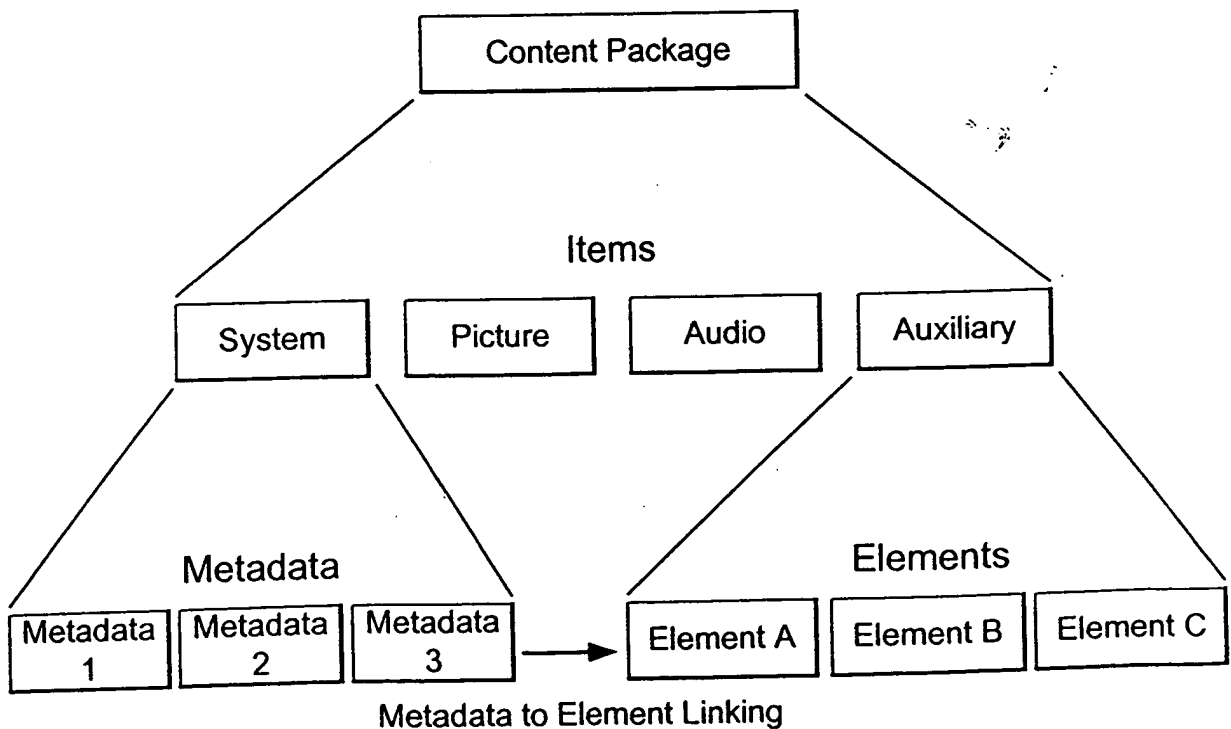 Content Package
Items
System
Picture
Audio
Auxiliary
Metadata
Elements
Metadata
1
Metadata
2
Metadata
3
Element A
Element B
Element C
Metadata to Element Linking